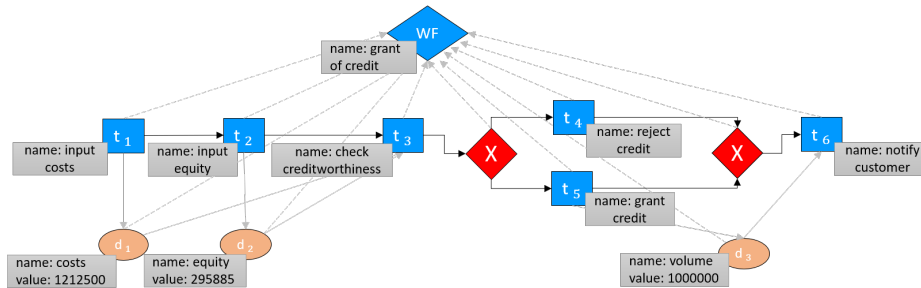 WF
name: grant
of credit
t 1
t 2
t 3
t 4
t 5
t 6
X
X
name: input
costs
name: input
equity
name: check
creditworthiness
name: reject
credit
name: grant
credit
name: notify
customer
d 1
d 2
d 3
name: costs
value: 1212500
name: equity
value: 295885
name: volume
value: 1000000